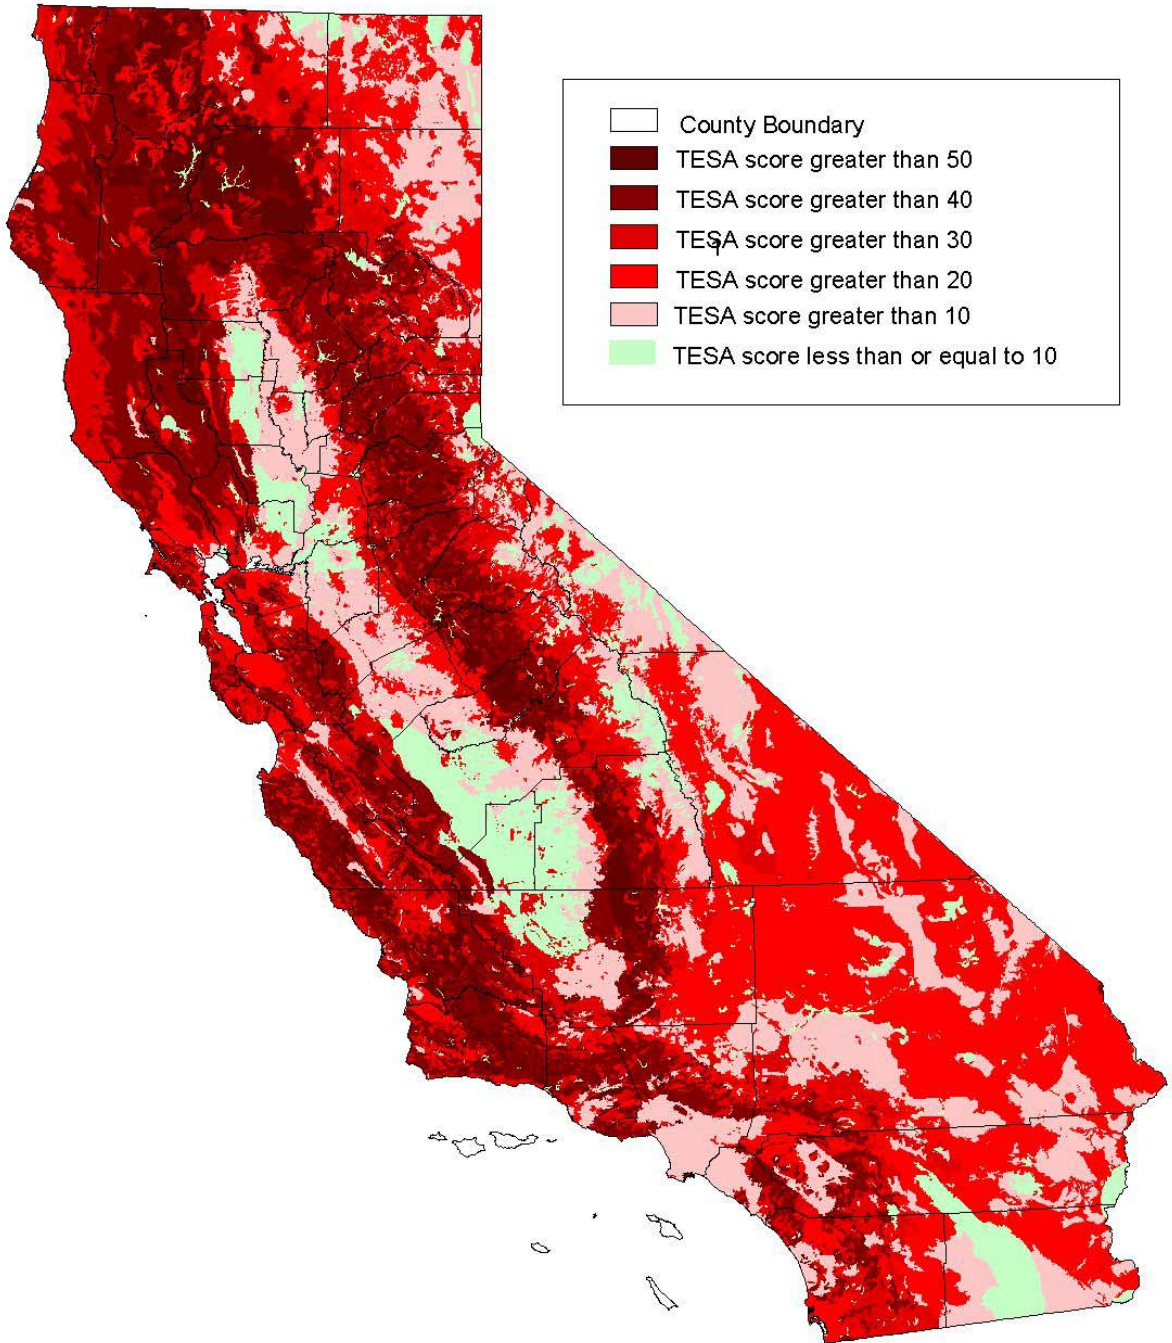 County Boundary
TESA score greater than 50
TESA score greater than 40
TESA score greater than 30
TESA score greater than 20
TESA score greater than 10
TESA score less than or equal to 10